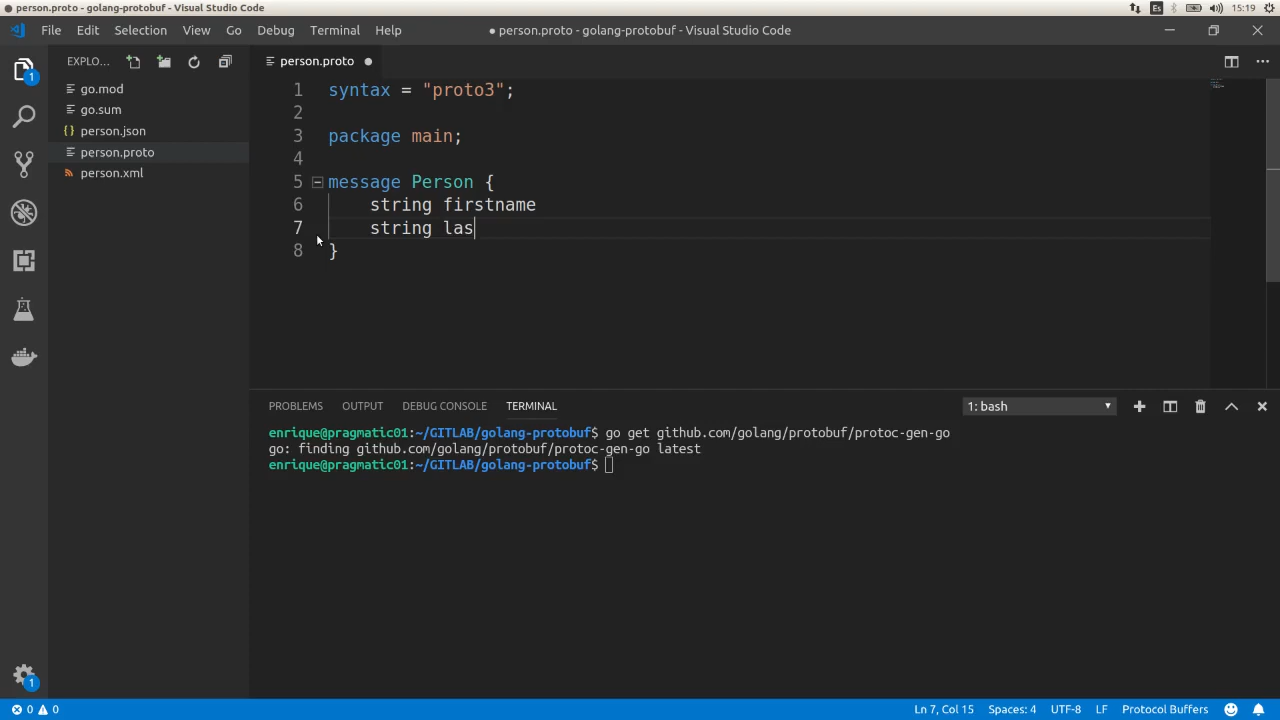 person.proto - golang-protobuf - Visual Studio Code
Es
15:19
File Edit Selection View Go Debug Terminal Help
● person.proto - golang-protobuf - Visual Studio Code
1
EXPLO...
person.proto ●
go.mod
go.sum
{} person.json
person.proto
person.xml
1 syntax = "proto3";
2
3 package main;
4
5 message Person {
6 string firstname
7 string las
8 }
PROBLEMS OUTPUT DEBUG CONSOLE TERMINAL
1: bash
enrique@pragmatic01:~/GITLAB/golang-protobuf$ go get github.com/golang/protobuf/protoc-gen-go
go: finding github.com/golang/protobuf/protoc-gen-go latest
enrique@pragmatic01:~/GITLAB/golang-protobuf$
1
0 0
Ln 7, Col 15 Spaces: 4 UTF-8 LF Protocol Buffers